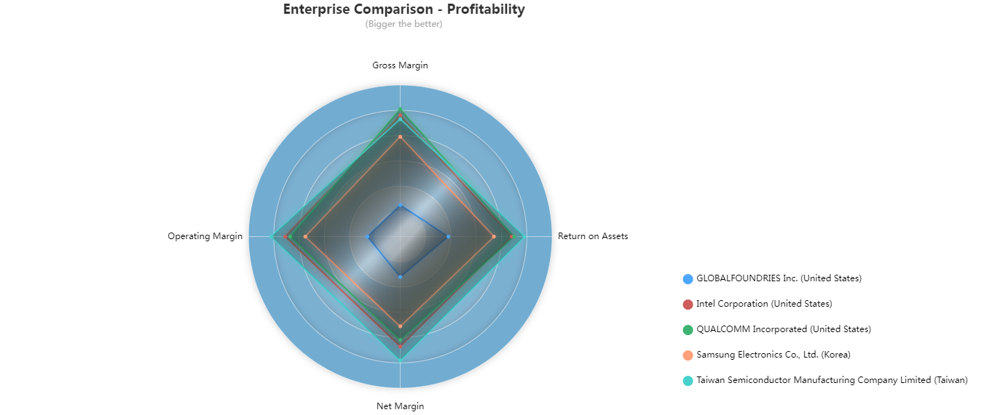 Enterprise Comparison - Profitability
(Bigger the better)
Gross Margin
Operating Margin
Return on Assets
Net Margin
GLOBALFOUNDRIES Inc. (United States)
Intel Corporation (United States)
QUALCOMM Incorporated (United States)
Samsung Electronics Co., Ltd. (Korea)
Taiwan Semiconductor Manufacturing Company Limited (Taiwan)